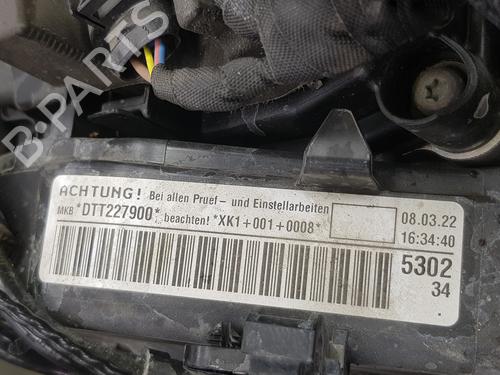 B-PARTS
ACHTUNG! Bei allen Pruef- und Einstellarbeiten
MKB *DTT227900* beachten! *XK1+001+0008*
08.03.22
16:34:40
5302
34